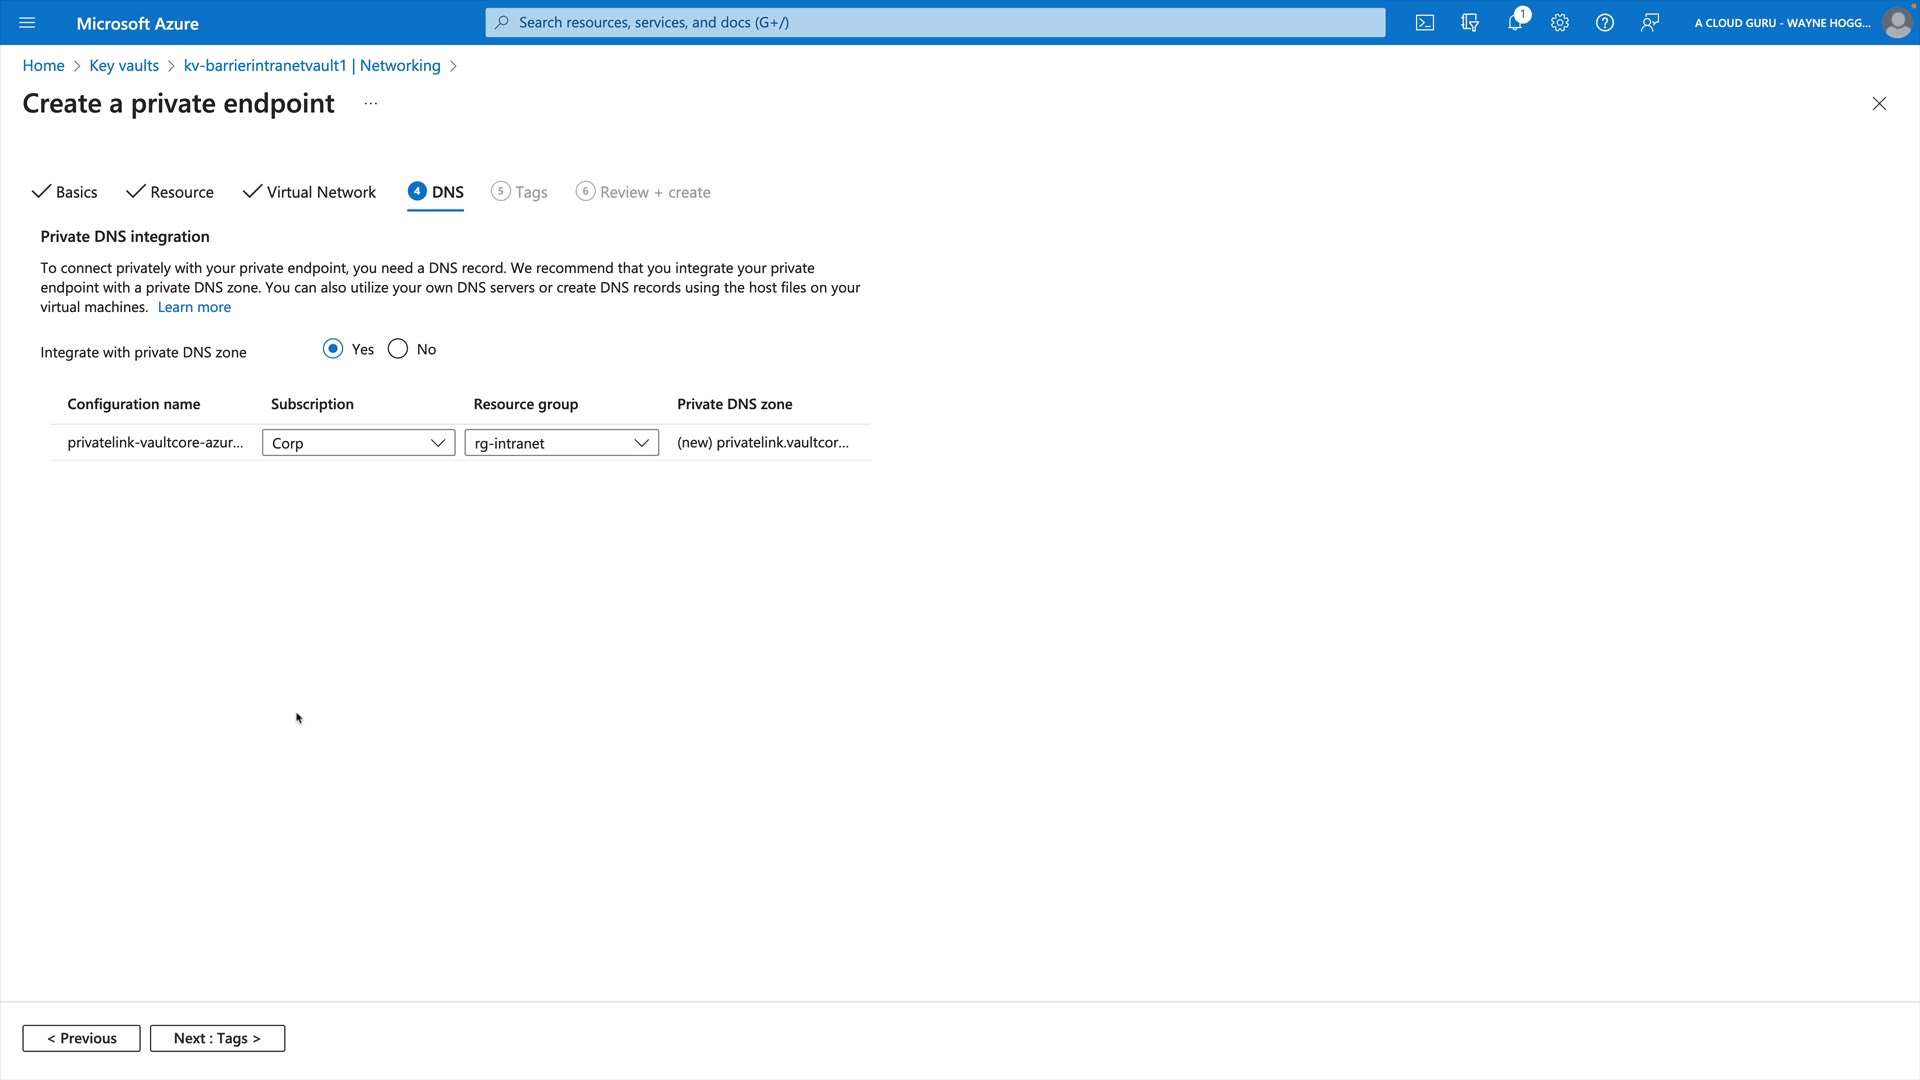 Microsoft Azure
Search resources, services, and docs (G+/)
1
A CLOUD GURU - WAYNE HOGG...
Home > Key vaults > kv-barrierintranetvault1 | Networking >
Create a private endpoint ...
Basics Resource Virtual Network 4 DNS 5 Tags 6 Review + create
Private DNS integration
To connect privately with your private endpoint, you need a DNS record. We recommend that you integrate your private
endpoint with a private DNS zone. You can also utilize your own DNS servers or create DNS records using the host files on your
virtual machines. Learn more
Integrate with private DNS zone Yes No
Configuration name Subscription Resource group Private DNS zone
privatelink-vaultcore-azur... Corp rg-intranet (new) privatelink.vaultcor...
< Previous Next : Tags >